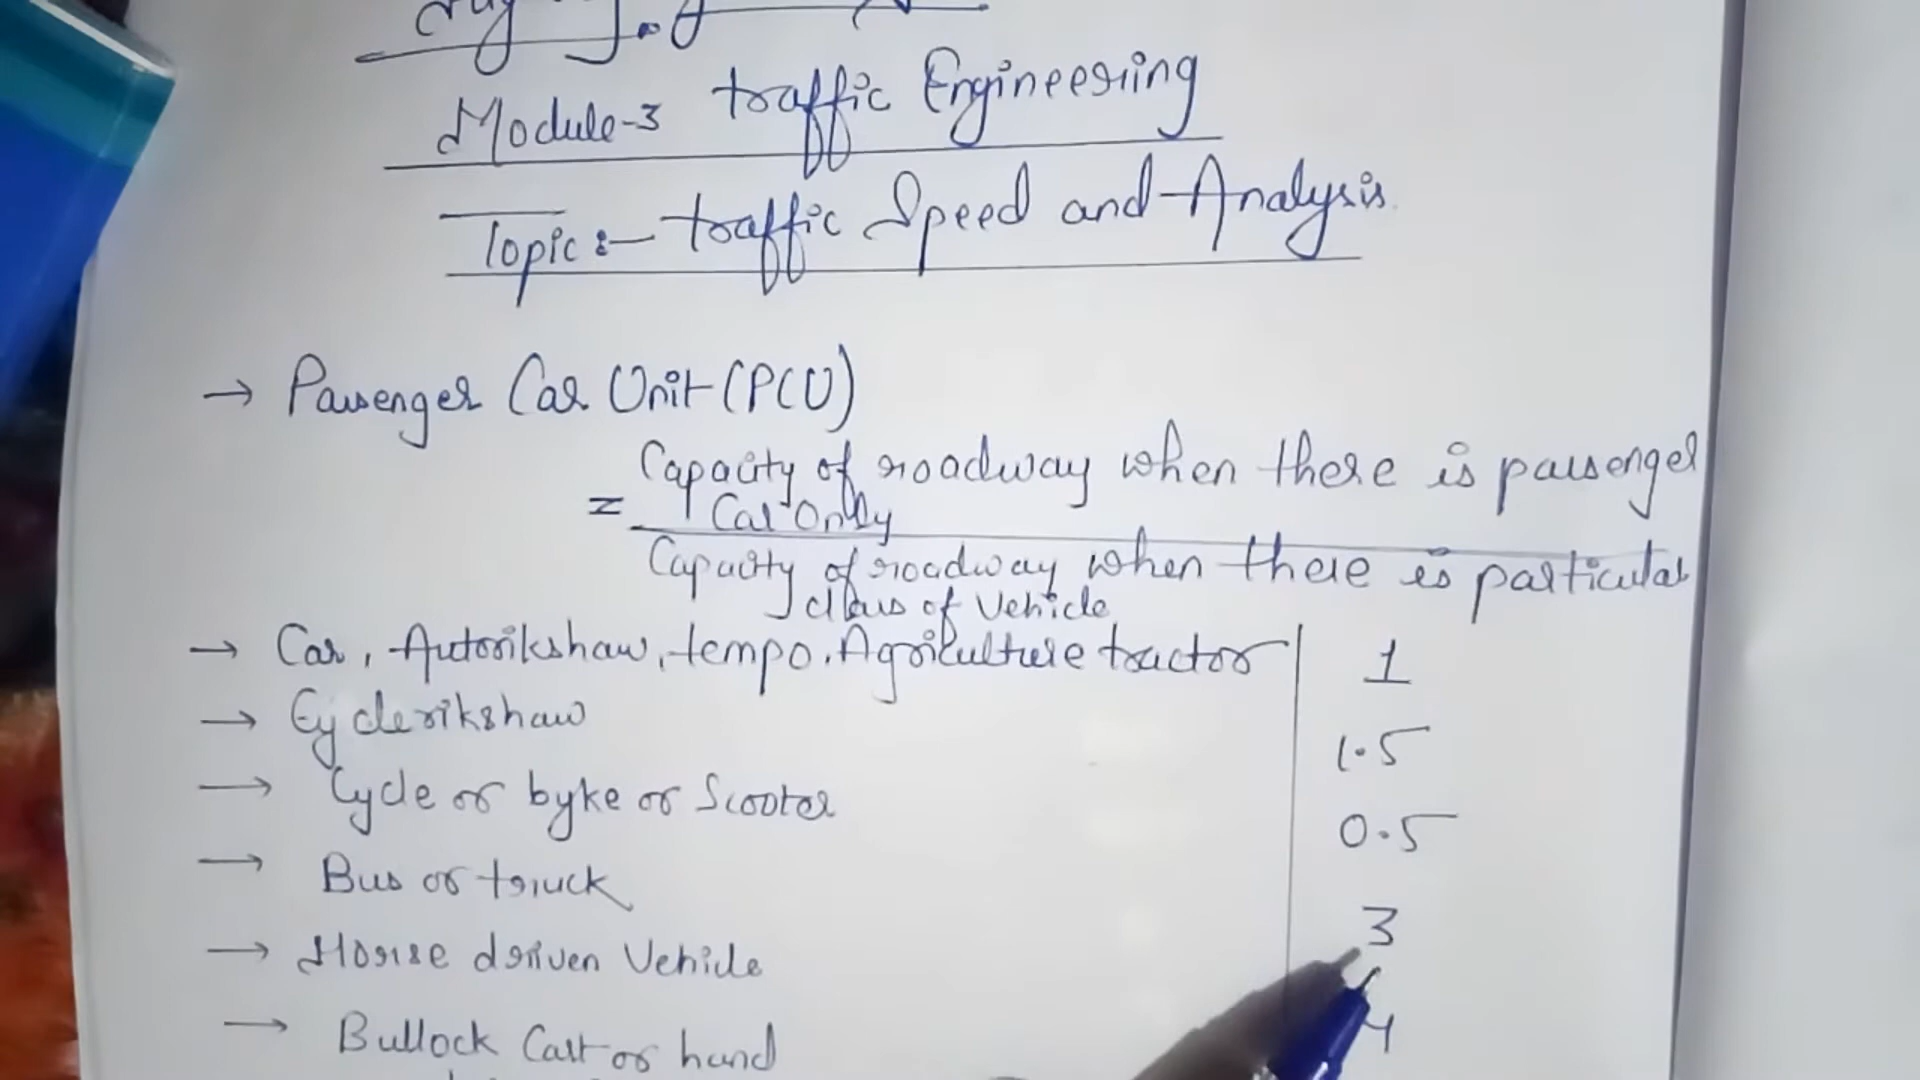 Module-3 traffic Engineering
Topic :- traffic Speed and Analysis
→ Passenger Car Unit (PCU)
= Capacity of roadway when there is passenger
Car Only
Capacity of roadway when there is particular
class of Vehicle
→ Car, Autorikshaw, tempo, Agriculture tractor 1
→ Cyclerikshaw 1.5
→ Cycle or byke or Scooter 0.5
→ Bus or truck 3
→ Horse driven Vehicle 4
→ Bullock Cart or hand